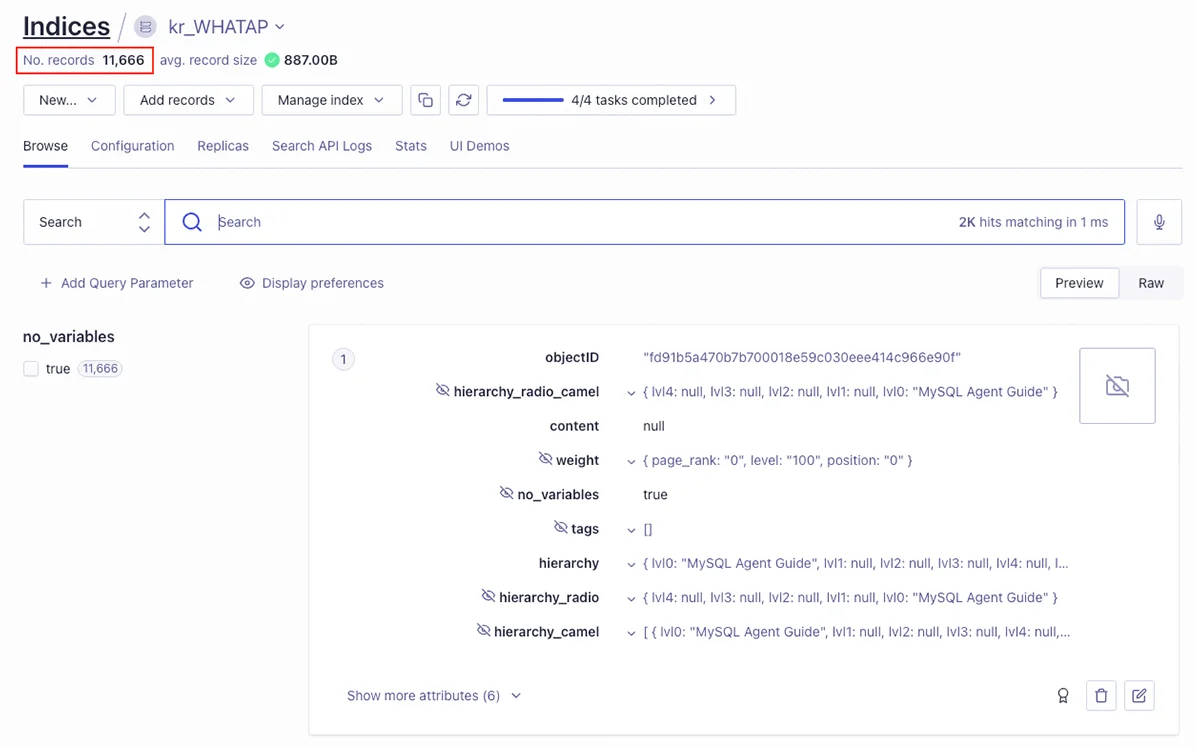 Indices / kr_WHATAP
No. records 11,666 avg. record size 887.00B
New... Add records Manage index 4/4 tasks completed
Browse Configuration Replicas Search API Logs Stats UI Demos
Search Search 2K hits matching in 1 ms
+ Add Query Parameter Display preferences Preview Raw
no_variables
true 11,666
1 objectID "fd91b5a470b7b700018e59c030eee414c966e90f"
hierarchy_radio_camel { lvl4: null, lvl3: null, lvl2: null, lvl1: null, lvl0: "MySQL Agent Guide" }
content null
weight { page_rank: "0", level: "100", position: "0" }
no_variables true
tags []
hierarchy { lvl0: "MySQL Agent Guide", lvl1: null, lvl2: null, lvl3: null, lvl4: null, l...
hierarchy_radio { lvl4: null, lvl3: null, lvl2: null, lvl1: null, lvl0: "MySQL Agent Guide" }
hierarchy_camel [ { lvl0: "MySQL Agent Guide", lvl1: null, lvl2: null, lvl3: null, lvl4: null,...
Show more attributes (6)